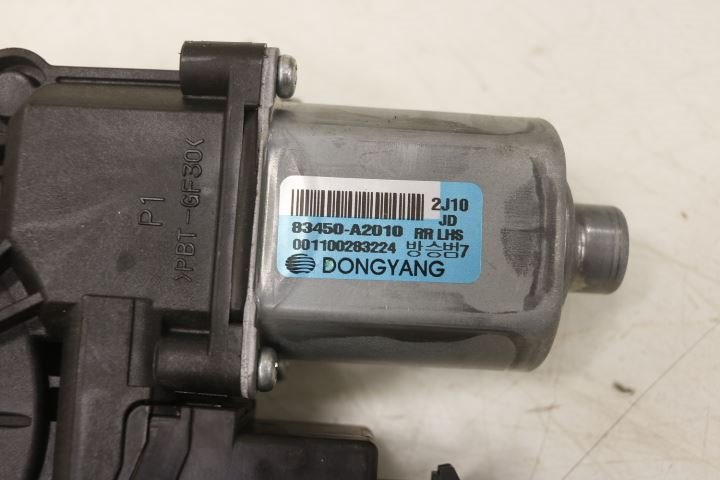 P1
>PBT-GF30<
2J10
JD
83450-A2010 RR LHS
001100283224 방승범7
DONGYANG